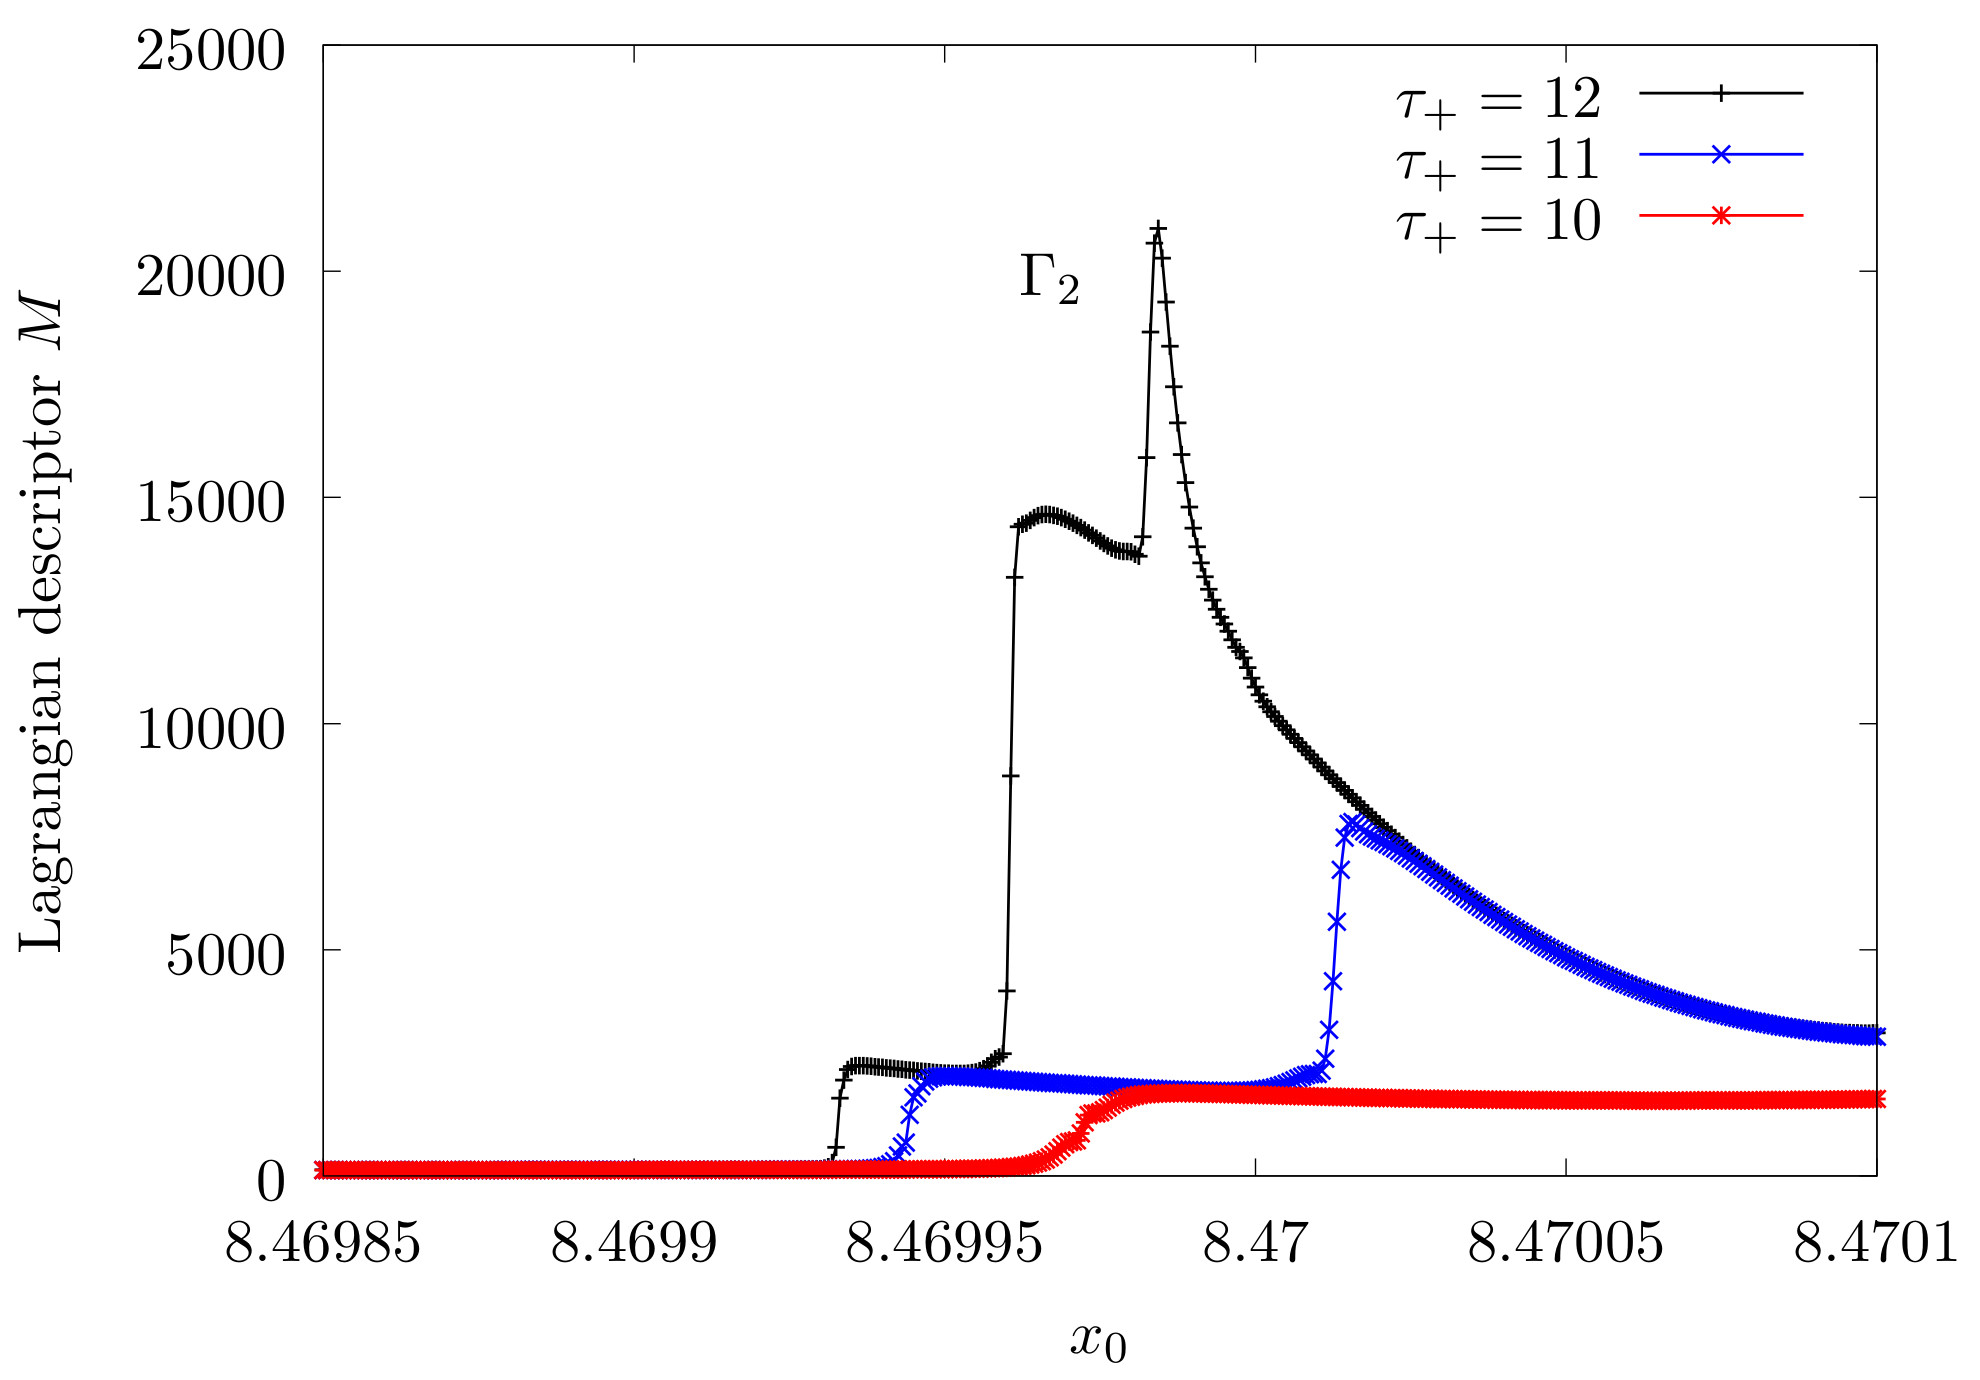 25000
20000
15000
10000
5000
0
Lagrangian descriptor M
τ₊ = 12
τ₊ = 11
τ₊ = 10
Γ₂
8.46985 8.4699 8.46995 8.47 8.47005 8.4701
x₀